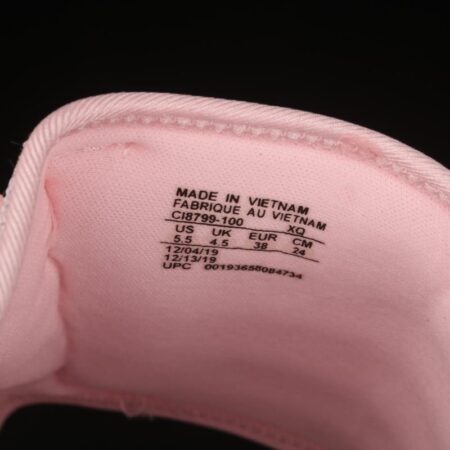 MADE IN VIETNAM
FABRIQUE AU VIETNAM
CI8799-100 XQ
US UK EUR CM
5.5 4.5 38 24
12/04/19
12/13/19
UPC 00193658084734